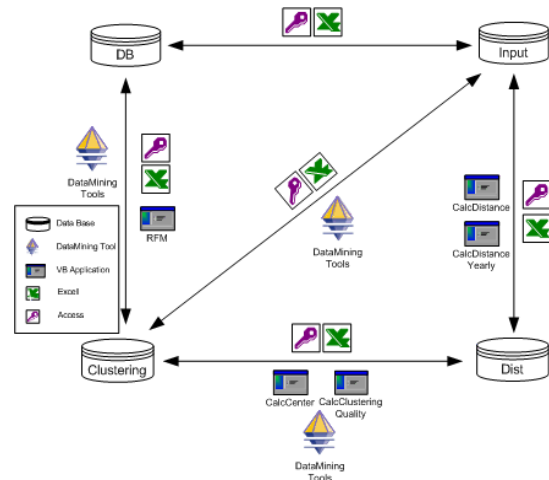 DB
Input
DataMining
Tools
RFM
Data Base
DataMining Tool
VB Application
Excell
Access
CalcDistance
CalcDistance
Yearly
DataMining
Tools
Clustering
Dist
CalcCenter
CalcClustering
Quality
DataMining
Tools